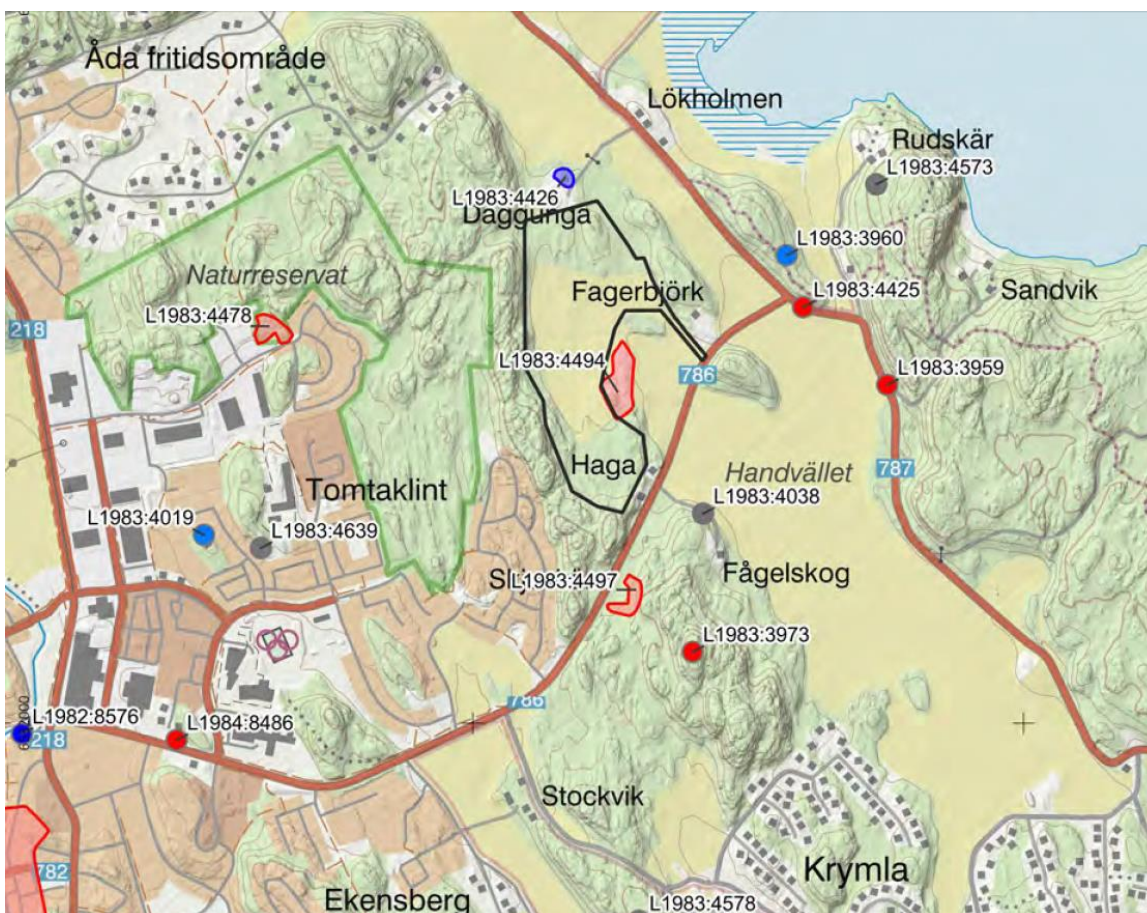 Åda fritidsområde
Lökholmen
Rudskär
L1983:4573
L1983:4426
Daggunga
L1983:3960
Naturreservat
Fagerbjörk
Sandvik
L1983:4425
218
L1983:4478
L1983:4494
786
L1983:3959
Haga
Handvället
787
Tomtaklint
L1983:4038
L1983:4019
L1983:4639
L1983:4497
Fågelskog
L1983:3973
786
L1982:8576
L1984:8486
218
Stockvik
782
Krymla
Ekensberg
L1983:4578